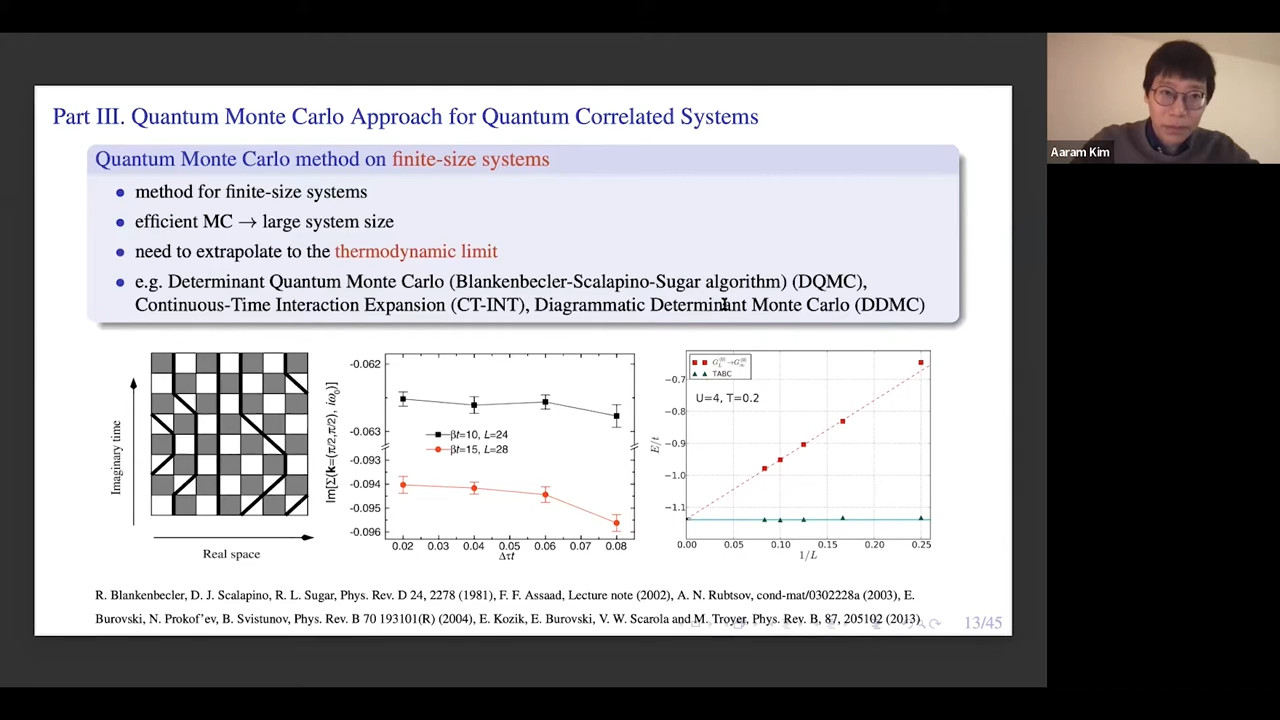 Part III. Quantum Monte Carlo Approach for Quantum Correlated Systems
Quantum Monte Carlo method on finite-size systems
method for finite-size systems
efficient MC → large system size
need to extrapolate to the thermodynamic limit
e.g. Determinant Quantum Monte Carlo (Blankenbecler-Scalapino-Sugar algorithm) (DQMC),
Continuous-Time Interaction Expansion (CT-INT), Diagrammatic Determinant Monte Carlo (DDMC)
Aaram Kim
Imaginary time
Real space
Im[Σ(k=(π/2,π/2), iω₀)]
-0.062
-0.063
-0.093
-0.094
-0.095
-0.096
βt=10, L=24
βt=15, L=28
0.02 0.03 0.04 0.05 0.06 0.07 0.08
Δτt
TABC
U=4, T=0.2
E/t
−0.7
−0.8
−0.9
−1.0
−1.1
0.00 0.05 0.10 0.15 0.20 0.25
1/L
R. Blankenbecler, D. J. Scalapino, R. L. Sugar, Phys. Rev. D 24, 2278 (1981), F. F. Assaad, Lecture note (2002), A. N. Rubtsov, cond-mat/0302228a (2003), E.
Burovski, N. Prokof'ev, B. Svistunov, Phys. Rev. B 70 193101(R) (2004), E. Kozik, E. Burovski, V. W. Scarola and M. Troyer, Phys. Rev. B, 87, 205102 (2013)
13/45